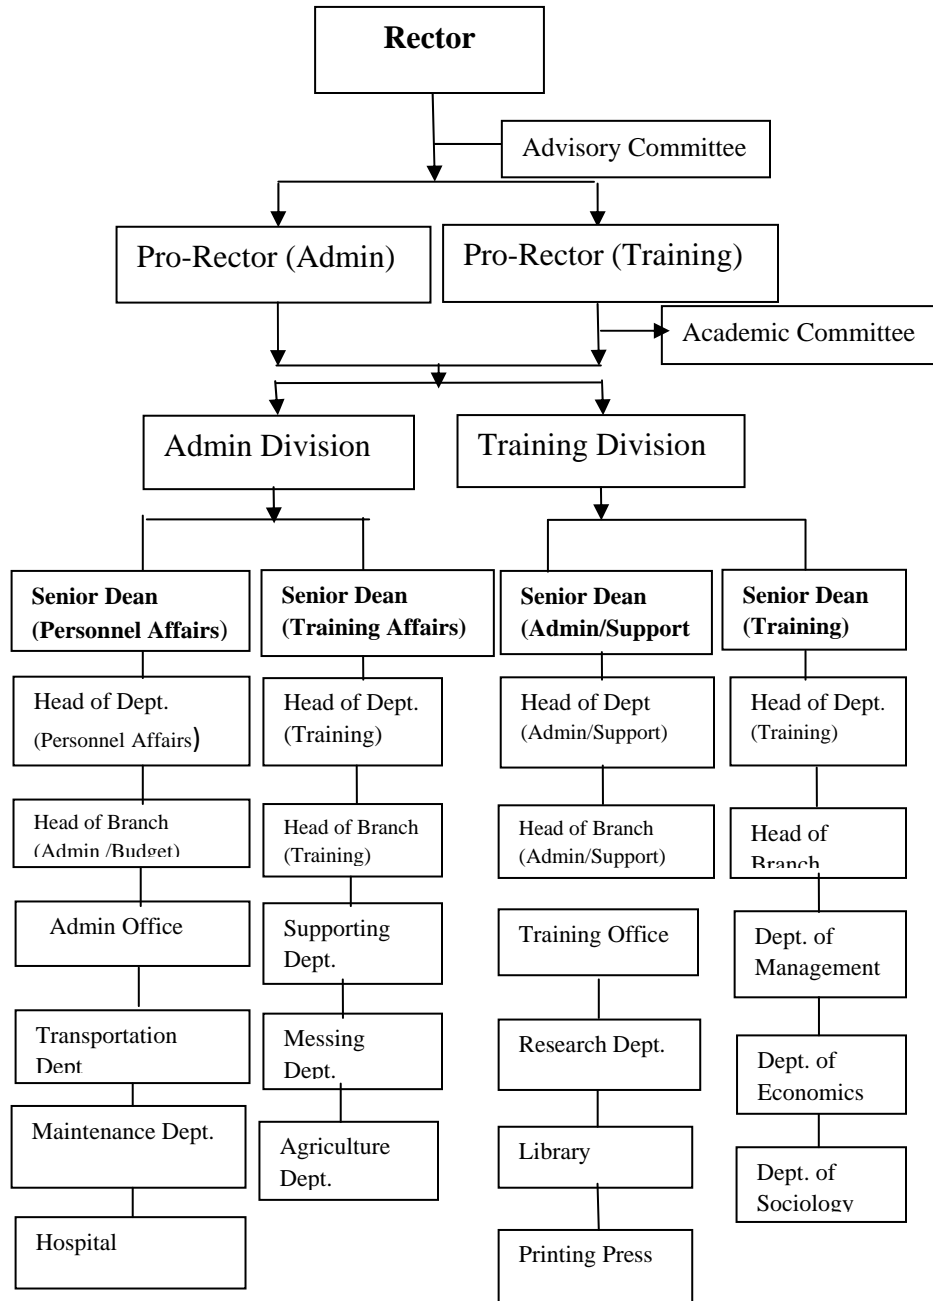 Rector
Advisory Committee
Pro-Rector (Admin)
Pro-Rector (Training)
Academic Committee
Admin Division
Training Division
Senior Dean
(Personnel Affairs)
Senior Dean
(Training Affairs)
Senior Dean
(Admin/Support
Senior Dean
(Training)
Head of Dept.
(Personnel Affairs)
Head of Dept.
(Training)
Head of Dept
(Admin/Support)
Head of Dept.
(Training)
Head of Branch
(Admin /Budget)
Head of Branch
(Training)
Head of Branch
(Admin/Support)
Head of
Branch
Admin Office
Supporting
Dept.
Training Office
Dept. of
Management
Transportation
Dept
Messing
Dept.
Research Dept.
Dept. of
Economics
Maintenance Dept.
Agriculture
Dept.
Library
Dept. of
Sociology
Hospital
Printing Press